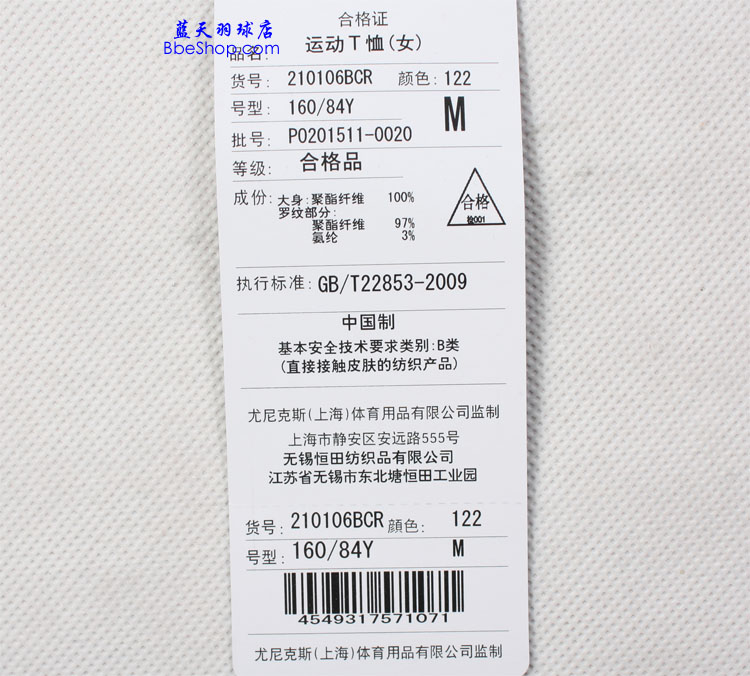 合格证
蓝天羽球店
BbeShop.com
品名: 运动T恤(女)
货号: 210106BCR 颜色: 122
号型: 160/84Y M
批号: P0201511-0020
等级: 合格品
成份: 大身:聚酯纤维 100%
罗纹部分:
聚酯纤维 97%
氨纶 3%
合格
检001
执行标准: GB/T22853-2009
中国制
基本安全技术要求类别:B类
(直接接触皮肤的纺织产品)
尤尼克斯(上海)体育用品有限公司监制
上海市静安区安远路555号
无锡恒田纺织品有限公司
江苏省无锡市东北塘恒田工业园
货号: 210106BCR 顔色: 122
号型: 160/84Y M
4549317571071
尤尼克斯(上海)体育用品有限公司监制